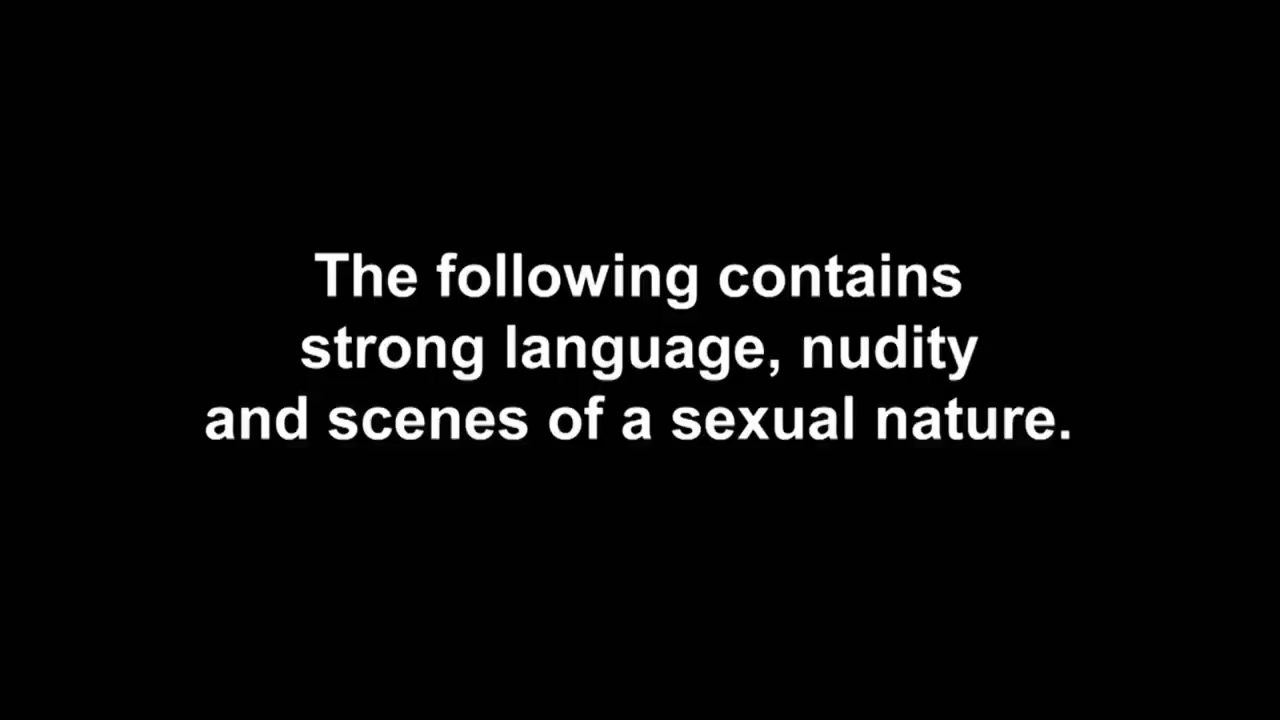 The following contains
strong language, nudity
and scenes of a sexual nature.